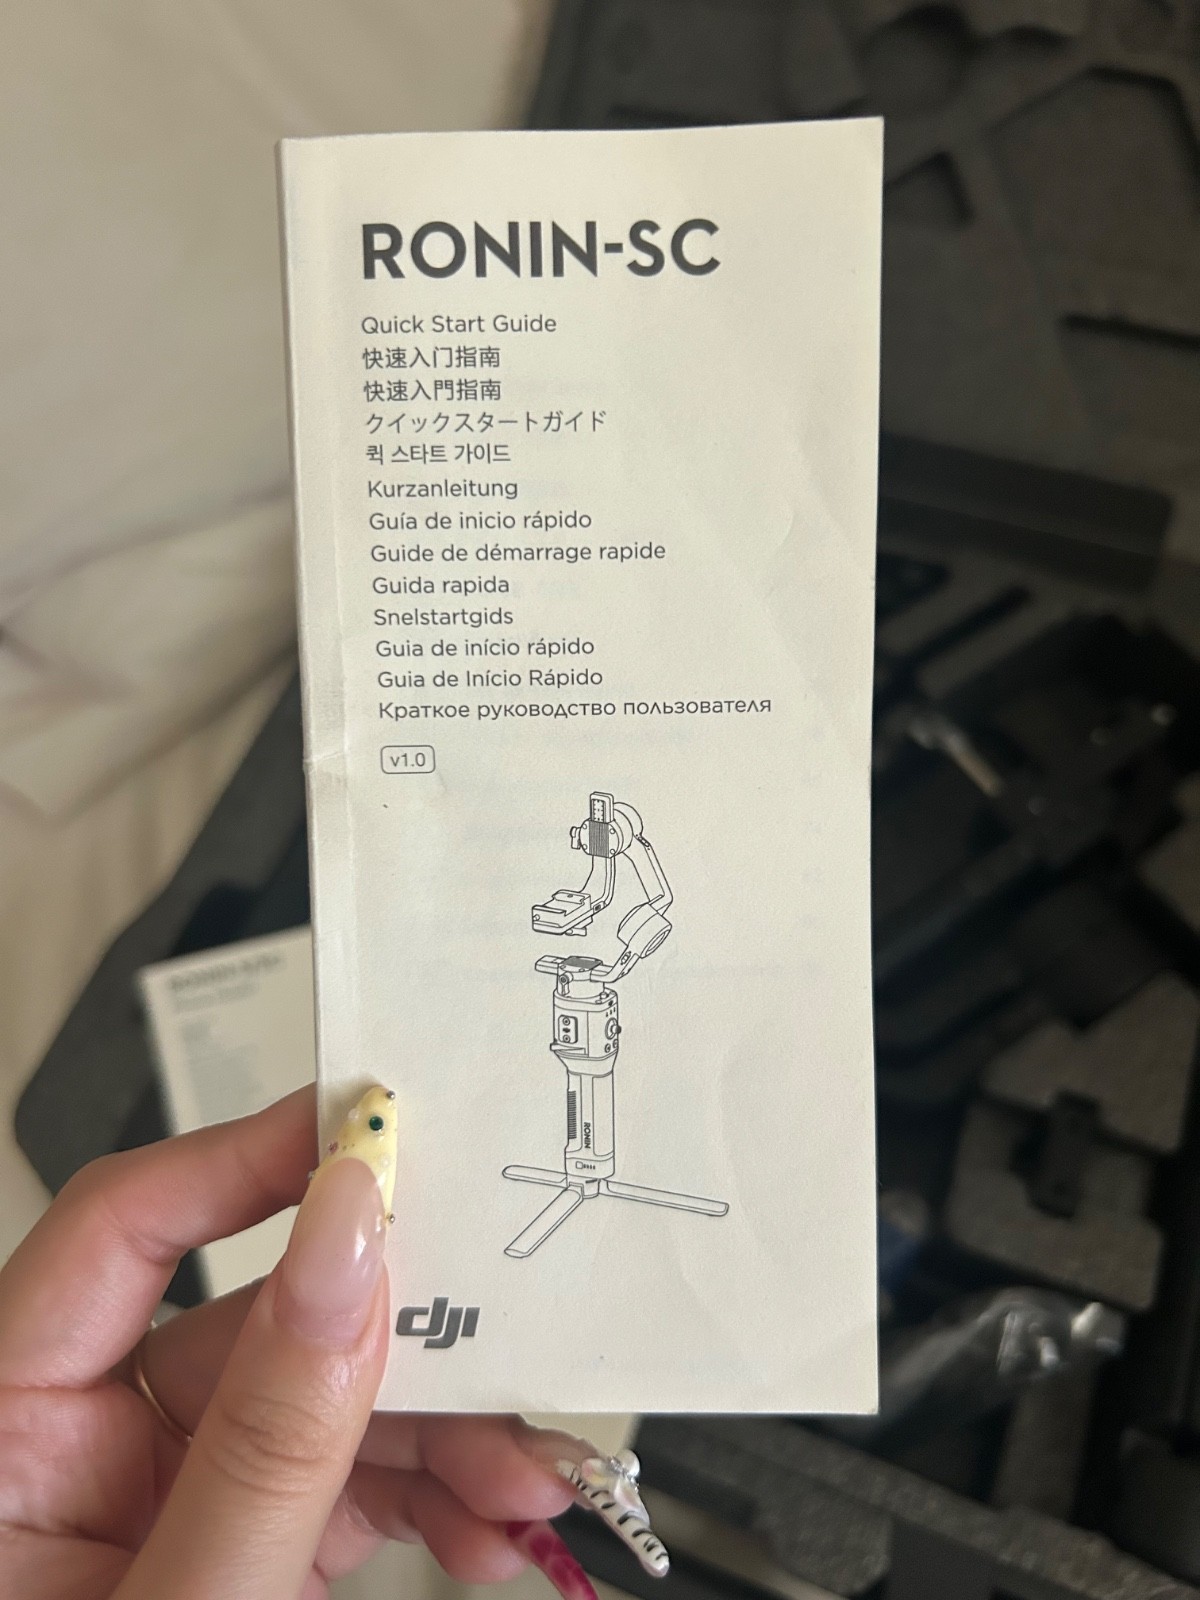 RONIN-SC
Quick Start Guide
快速入门指南
快速入門指南
クイックスタートガイド
퀵 스타트 가이드
Kurzanleitung
Guía de inicio rápido
Guide de démarrage rapide
Guida rapida
Snelstartgids
Guia de início rápido
Guia de Início Rápido
Краткое руководство пользователя
v1.0
RONIN
dji